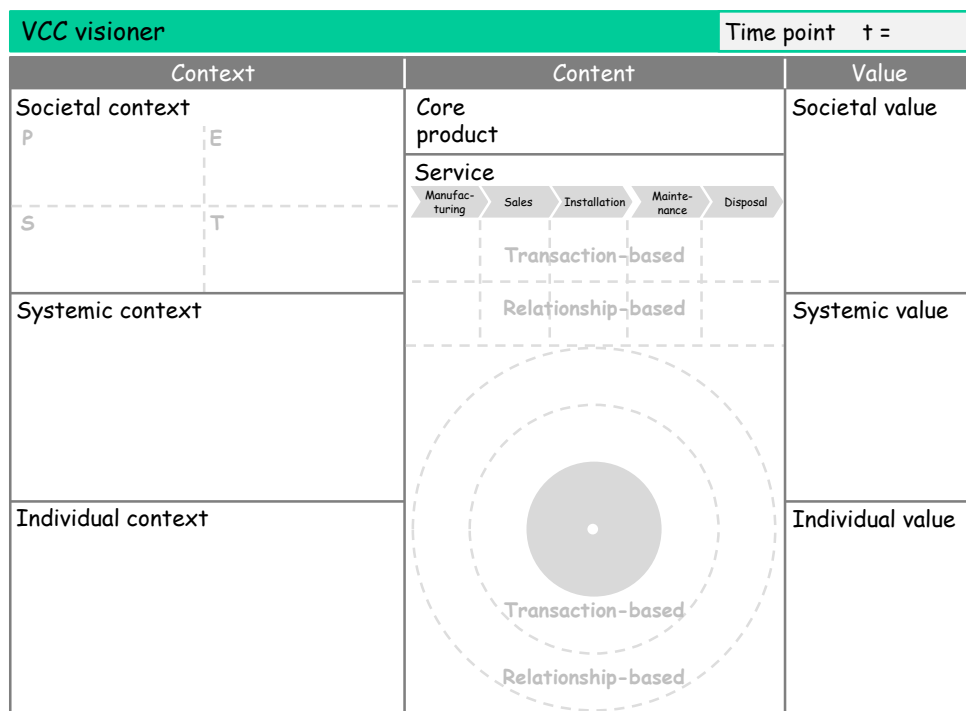 VCC visioner
Time point t =
Context
Content
Value
Societal context
P
E
S
T
Core
product
Societal value
Service
Manufac-
turing
Sales
Installation
Mainte-
nance
Disposal
Transaction-based
Relationship-based
Systemic context
Systemic value
Individual context
Individual value
Transaction-based
Relationship-based